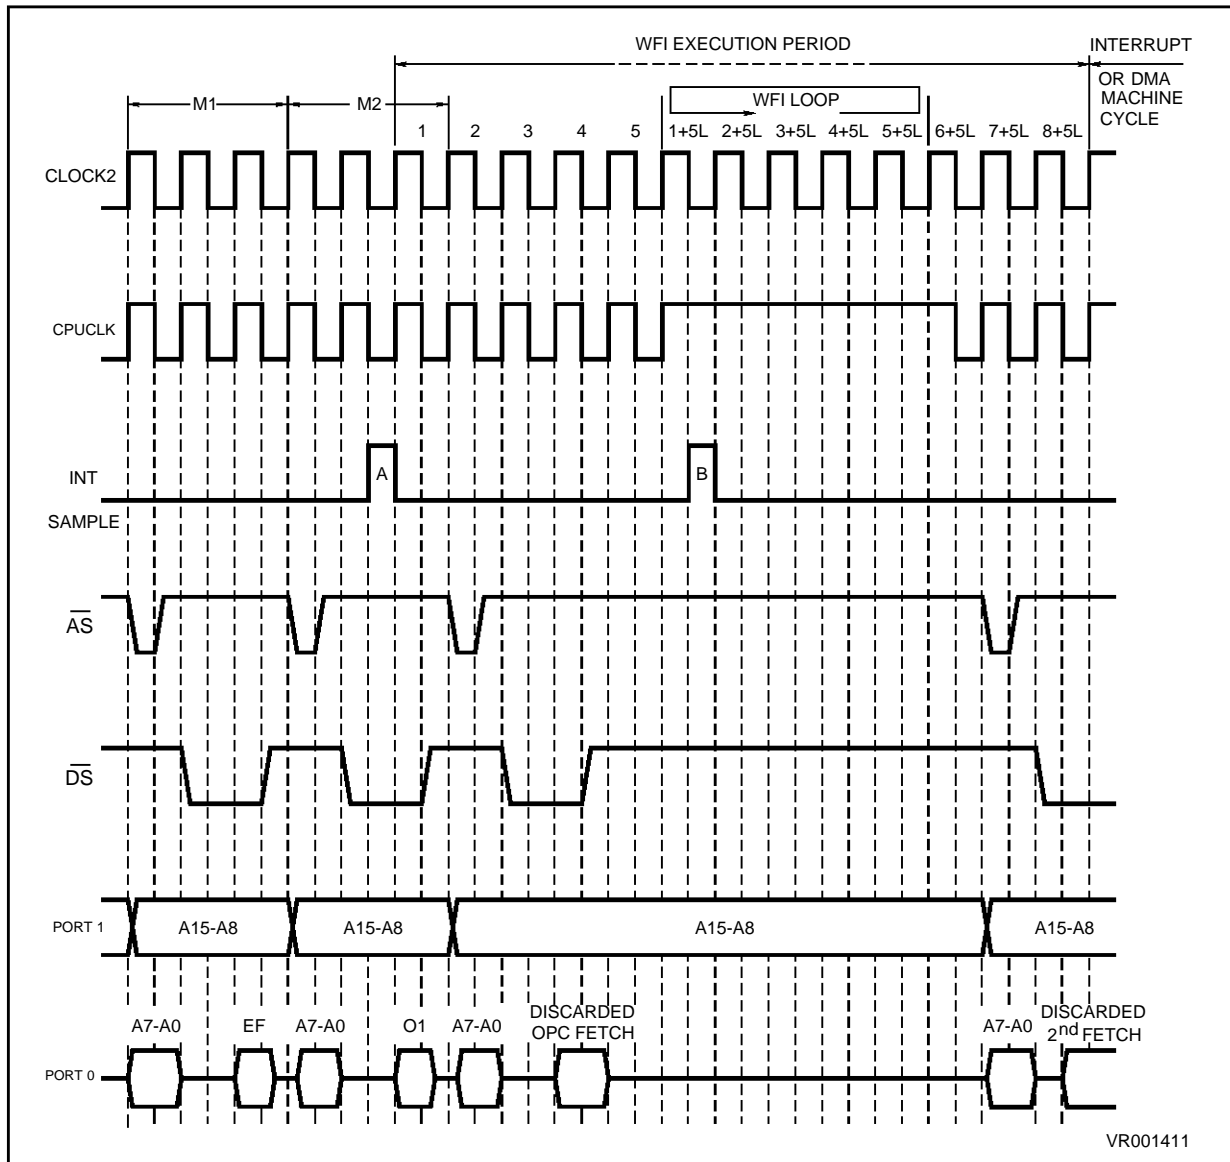 WFI EXECUTION PERIOD
INTERRUPT
OR DMA
MACHINE
CYCLE
M1
M2
WFI LOOP
1 2 3 4 5 1+5L 2+5L 3+5L 4+5L 5+5L 6+5L 7+5L 8+5L
CLOCK2
CPUCLK
INT
A
B
SAMPLE
AS
DS
PORT 1
A15-A8 A15-A8 A15-A8 A15-A8
DISCARDED
OPC FETCH
DISCARDED
2nd FETCH
A7-A0 EF A7-A0 O1 A7-A0 A7-A0
PORT 0
VR001411